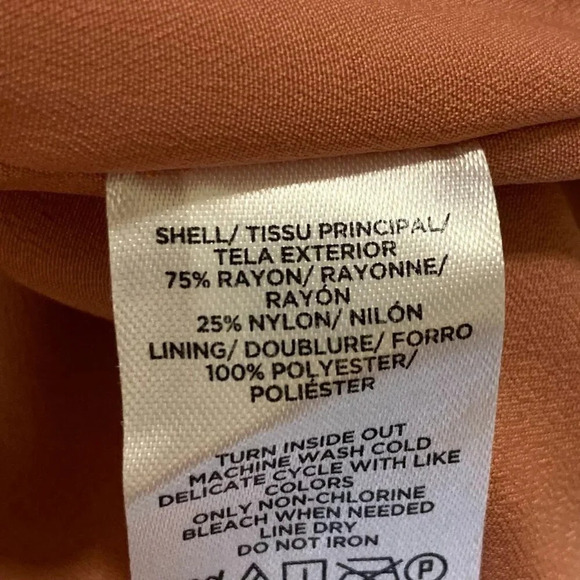 SHELL/ TISSU PRINCIPAL/
TELA EXTERIOR
75% RAYON/ RAYONNE/
RAYÓN
25% NYLON/ NILÓN
LINING/ DOUBLURE/ FORRO
100% POLYESTER/
POLIÉSTER
TURN INSIDE OUT
MACHINE WASH COLD
DELICATE CYCLE WITH LIKE
COLORS
ONLY NON-CHLORINE
BLEACH WHEN NEEDED
LINE DRY
DO NOT IRON
P